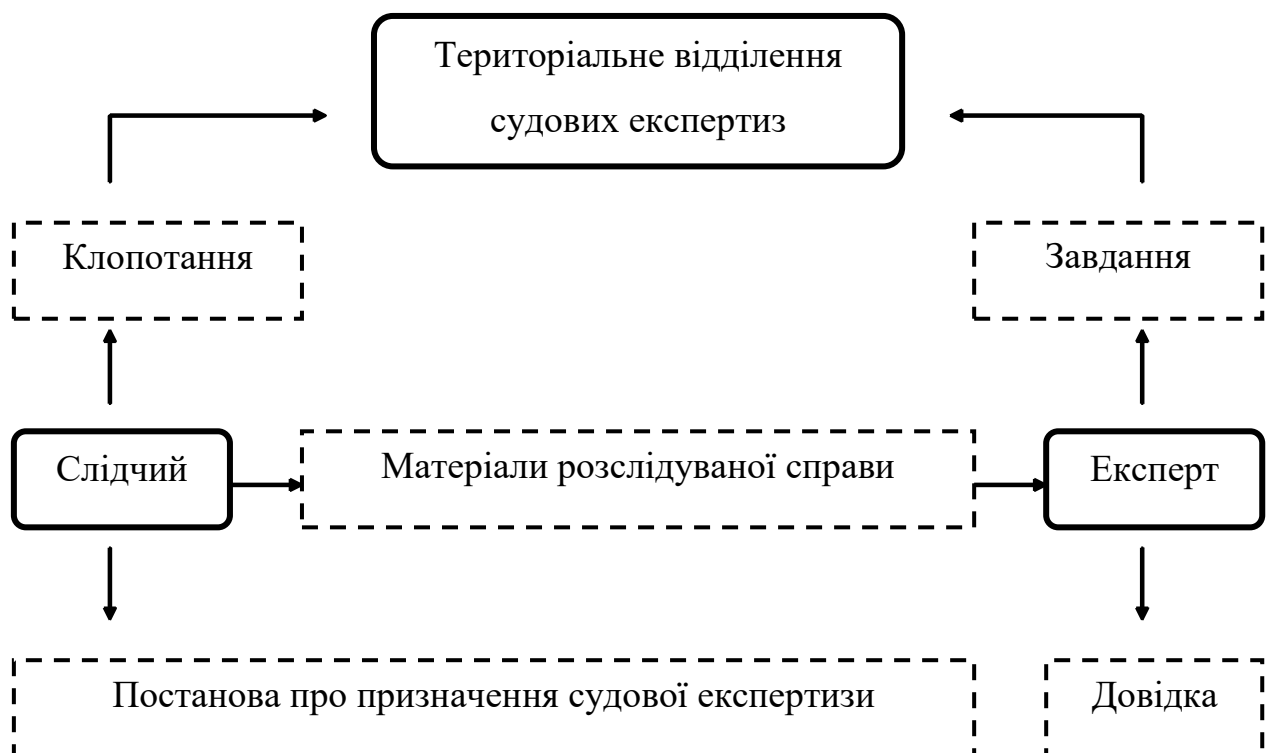 Територіальне відділення
судових експертиз
Клопотання
Завдання
Слідчий
Матеріали розслідуваної справи
Експерт
Постанова про призначення судової експертизи
Довідка